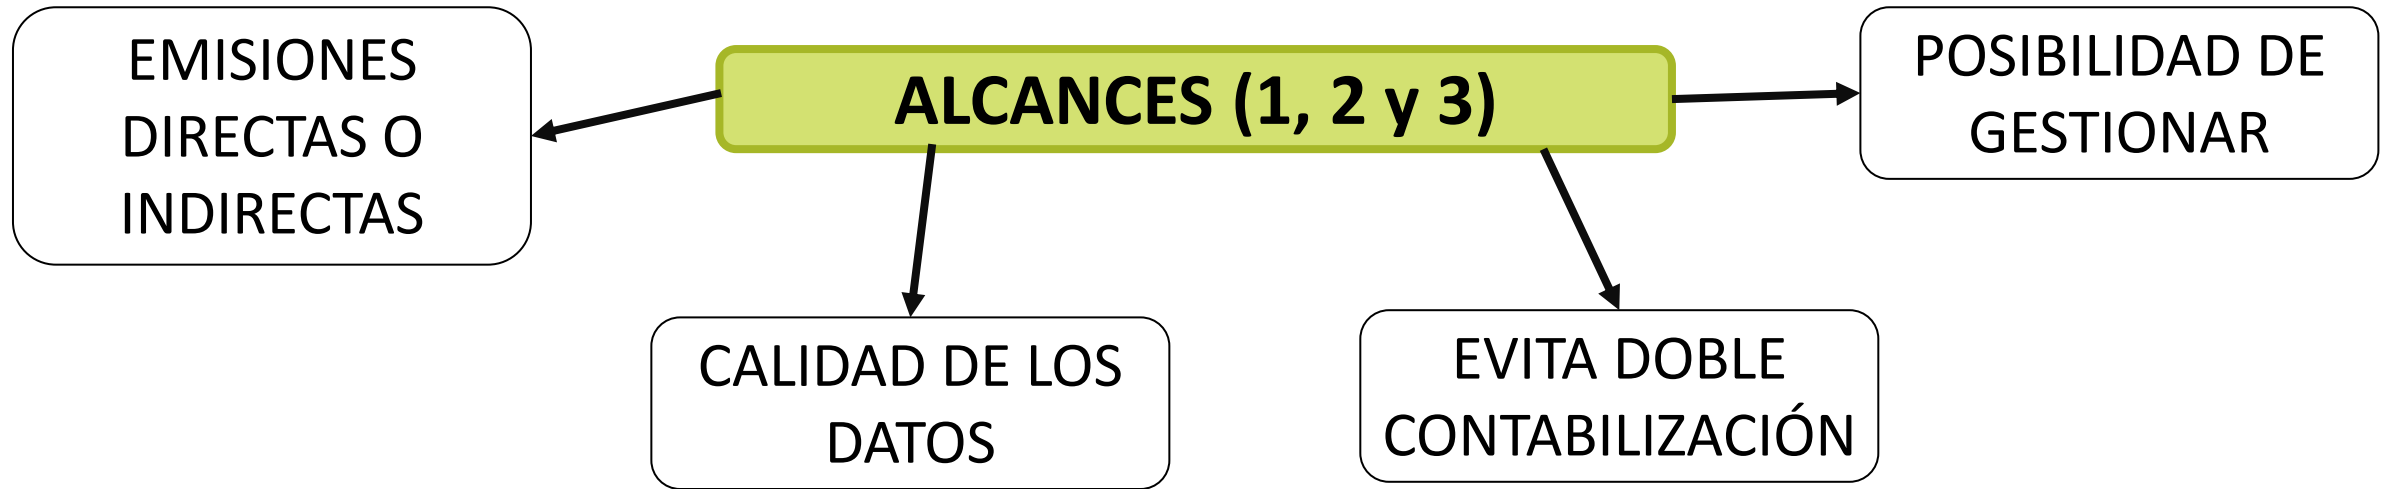 EMISIONES
DIRECTAS O
INDIRECTAS
ALCANCES (1, 2 y 3)
POSIBILIDAD DE
GESTIONAR
CALIDAD DE LOS
DATOS
EVITA DOBLE
CONTABILIZACIÓN